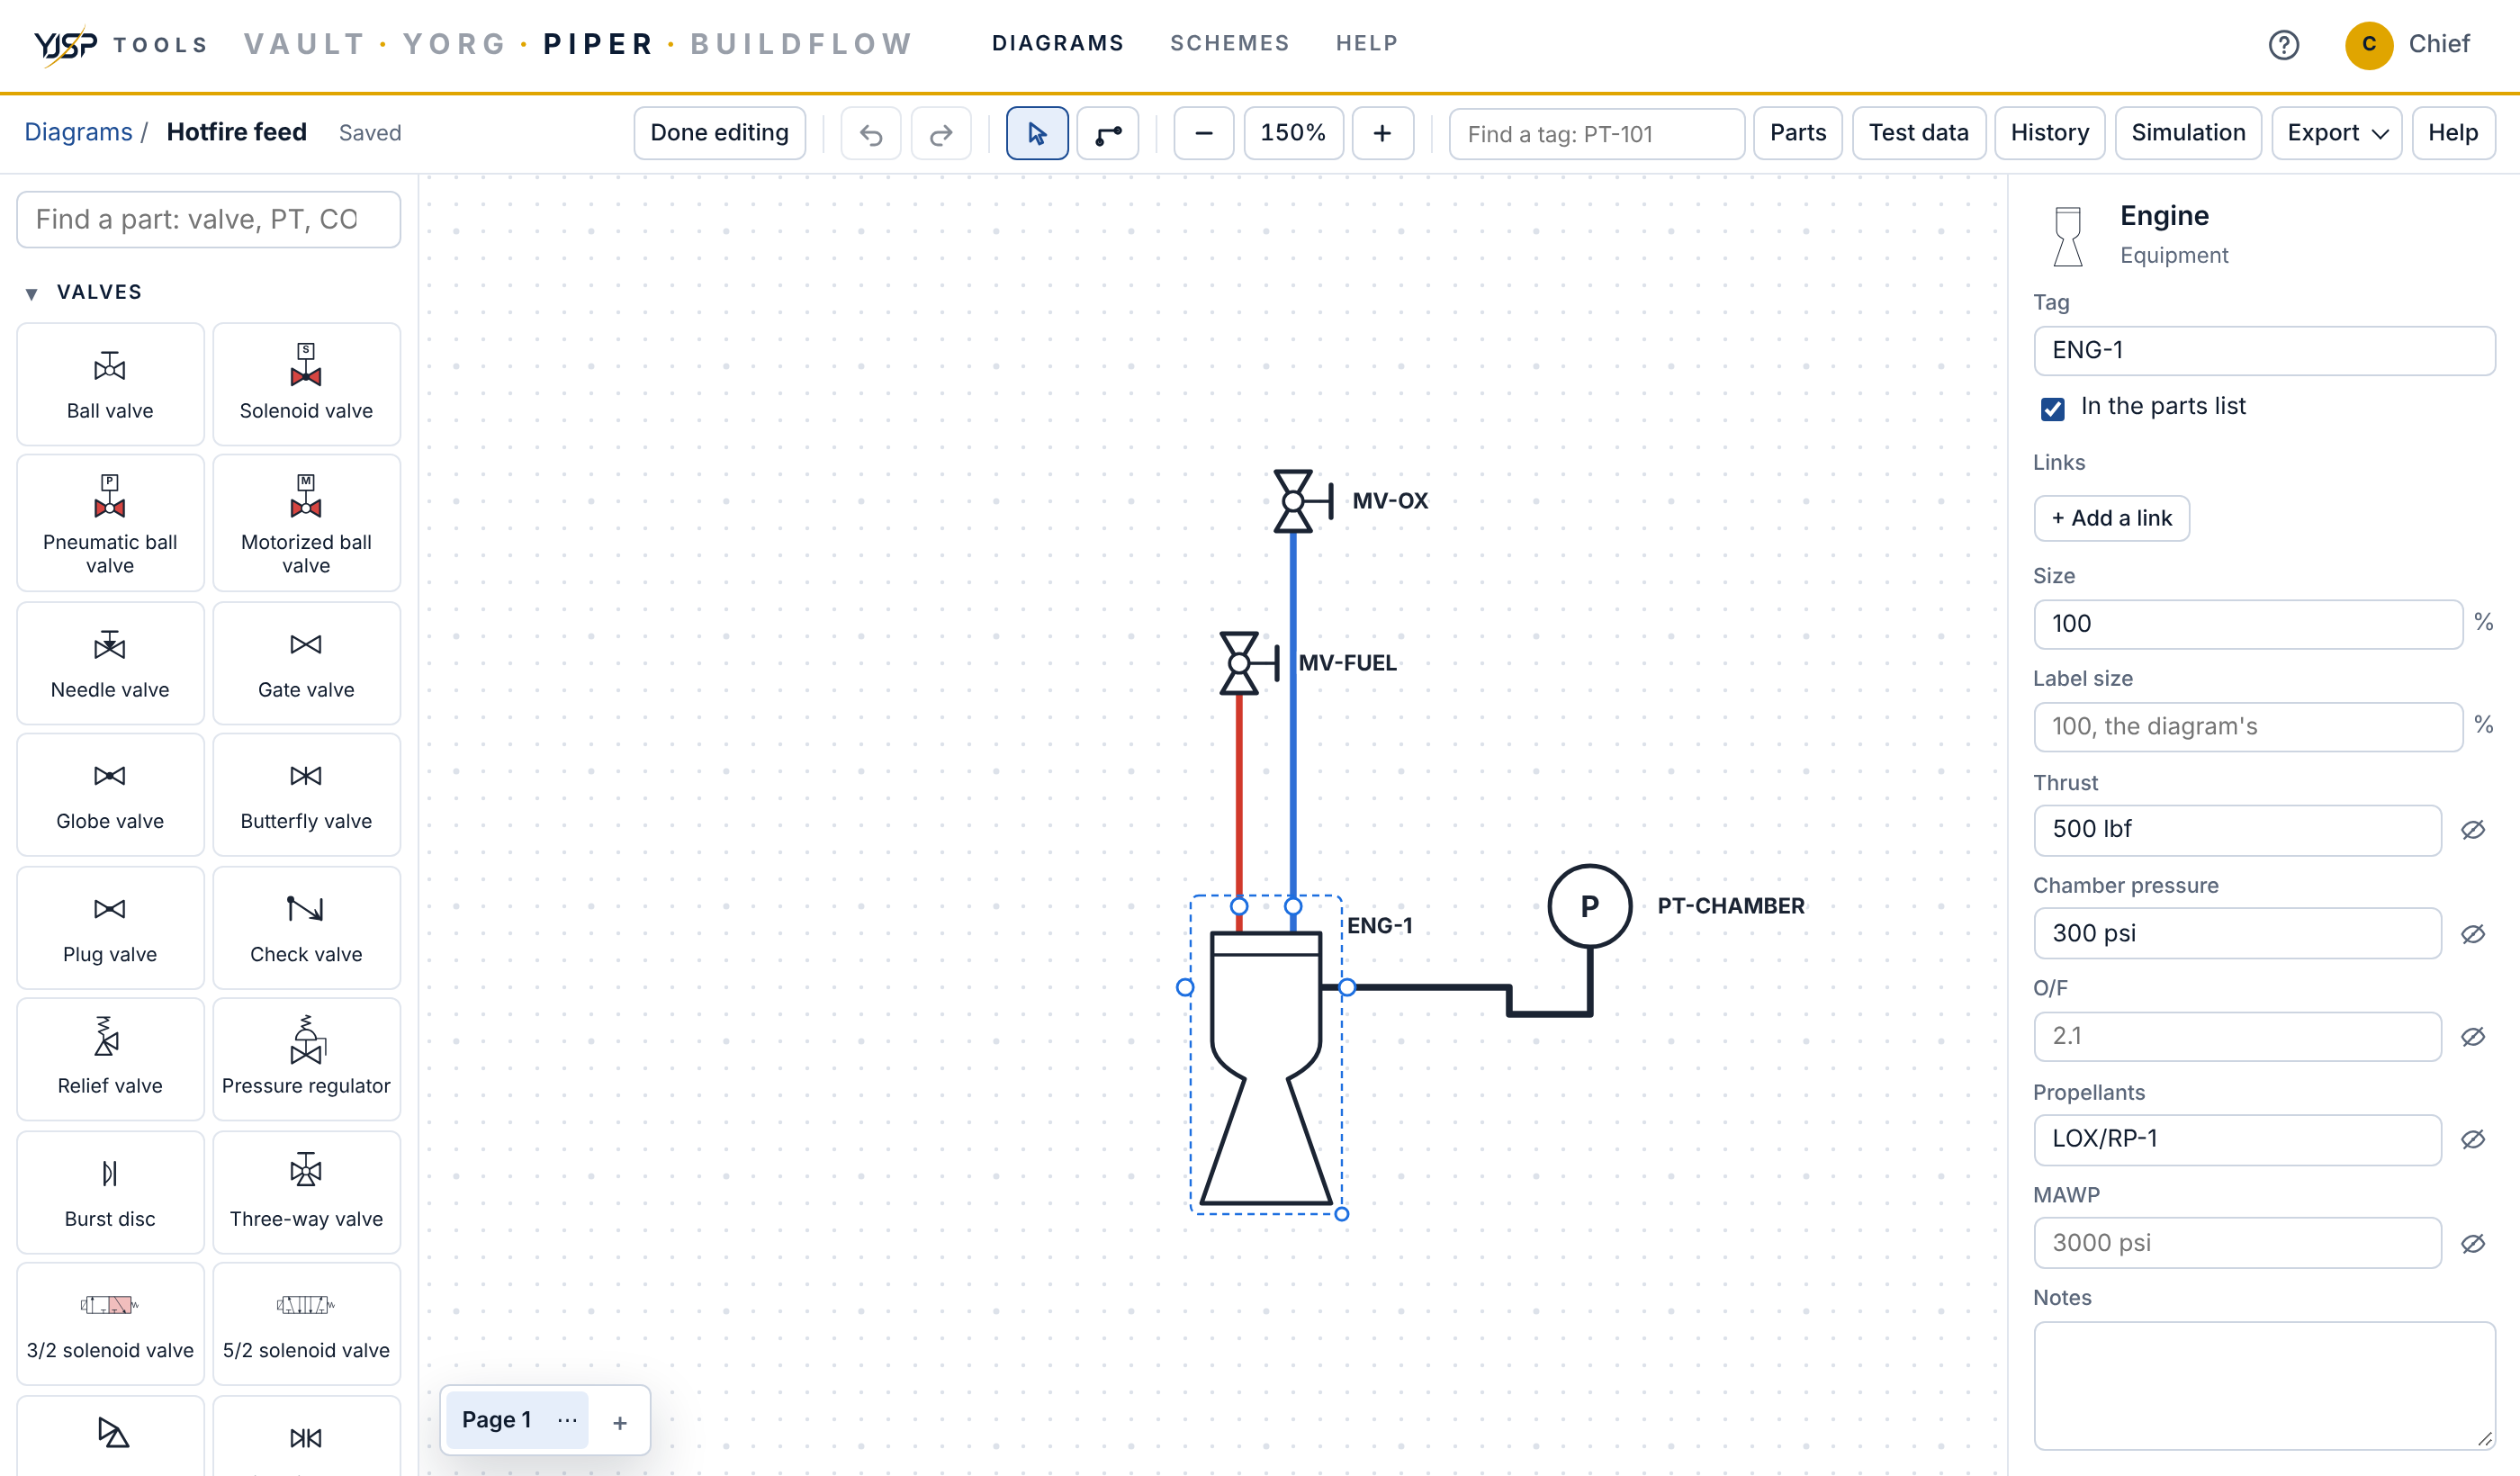 YJSP TOOLS VAULT · YORG · PIPER · BUILDFLOW DIAGRAMS SCHEMES HELP ? C Chief
Diagrams / Hotfire feed Saved Done editing − 150% + Find a tag: PT-101 Parts Test data History Simulation Export Help
Find a part: valve, PT, CO
▼ VALVES
Ball valve
S
Solenoid valve
P
Pneumatic ball
valve
M
Motorized ball
valve
Needle valve
Gate valve
Globe valve
Butterfly valve
Plug valve
Check valve
Relief valve
Pressure regulator
Burst disc
Three-way valve
3/2 solenoid valve
5/2 solenoid valve
MV-OX
MV-FUEL
ENG-1
P
PT-CHAMBER
Page 1 ··· +
Engine
Equipment
Tag
ENG-1
In the parts list
Links
+ Add a link
Size
100 %
Label size
100, the diagram's %
Thrust
500 lbf
Chamber pressure
300 psi
O/F
2.1
Propellants
LOX/RP-1
MAWP
3000 psi
Notes